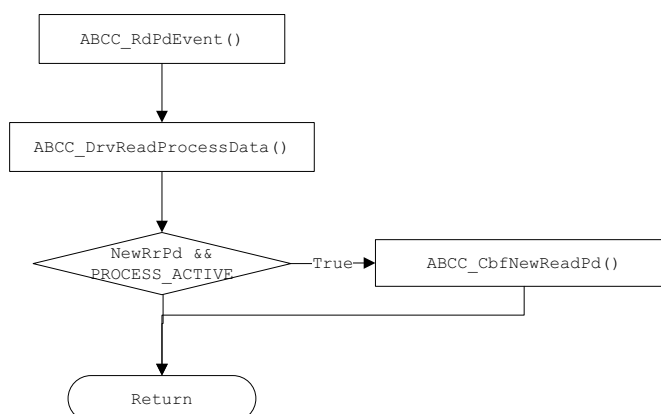 ABCC_RdPdEvent()
ABCC_DrvReadProcessData()
NewRrPd &&
PROCESS_ACTIVE
True
ABCC_CbfNewReadPd()
Return